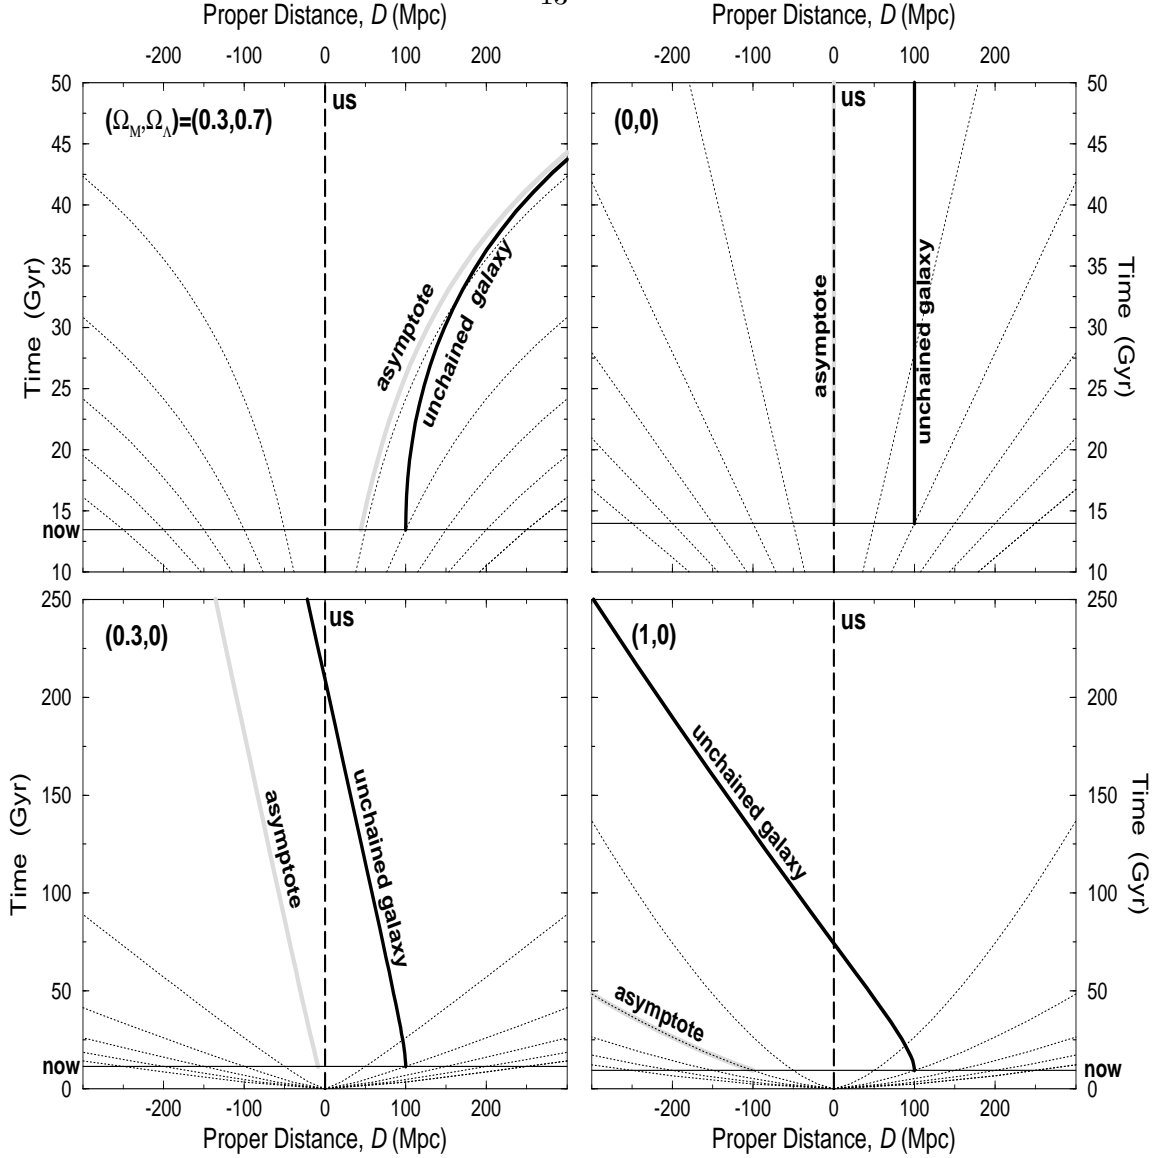 Proper Distance, D (Mpc)
Proper Distance, D (Mpc)
-200 -100 0 100 200
-200 -100 0 100 200
50
45
40
35
30
25
20
15
now
10
Time (Gyr)
(Ω_M,Ω_Λ)=(0.3,0.7)
us
asymptote
unchained galaxy
(0,0)
us
asymptote
unchained galaxy
50
45
40
35
30
25
20
15
10
Time (Gyr)
250
200
150
100
50
now
0
Time (Gyr)
(0.3,0)
us
asymptote
unchained galaxy
(1,0)
us
unchained galaxy
asymptote
250
200
150
100
50
now
0
Time (Gyr)
-200 -100 0 100 200
-200 -100 0 100 200
Proper Distance, D (Mpc)
Proper Distance, D (Mpc)